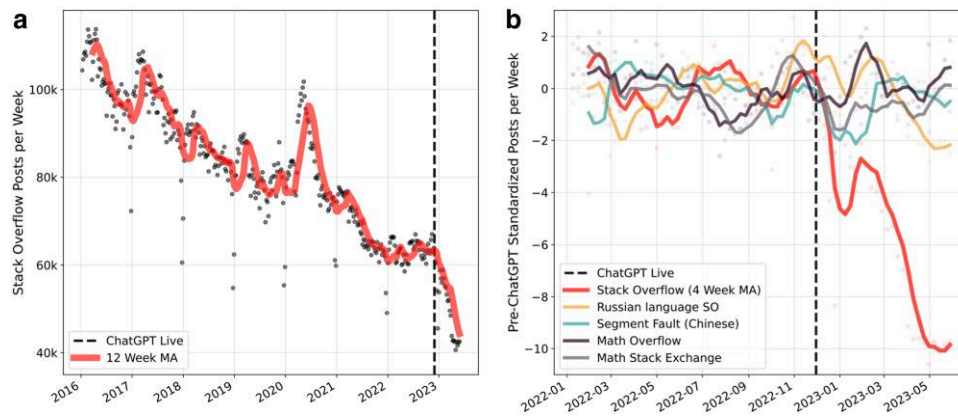 a
Stack Overflow Posts per Week
100k
80k
60k
40k
2016
2017
2018
2019
2020
2021
2022
2023
ChatGPT Live
12 Week MA
b
Pre-ChatGPT Standardized Posts per Week
2
0
−2
−4
−6
−8
−10
2022-01
2022-03
2022-05
2022-07
2022-09
2022-11
2023-01
2023-03
2023-05
ChatGPT Live
Stack Overflow (4 Week MA)
Russian language SO
Segment Fault (Chinese)
Math Overflow
Math Stack Exchange